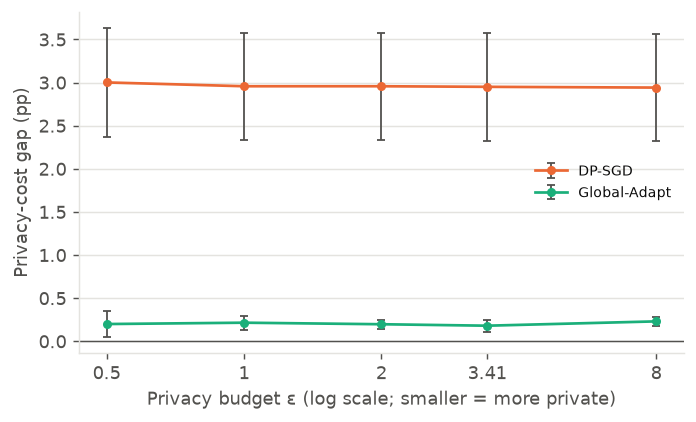 Privacy-cost gap (pp)
3.5
3.0
2.5
2.0
1.5
1.0
0.5
0.0
DP-SGD
Global-Adapt
0.5 1 2 3.41 8
Privacy budget ε (log scale; smaller = more private)